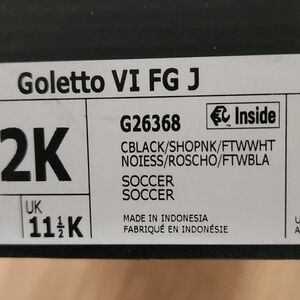 Goletto VI FG J
2K
G26368
Inside
CBLACK/SHOPNK/FTWWHT
NOIESS/ROSCHO/FTWBLA
SOCCER
SOCCER
UK
11½K
MADE IN INDONESIA
FABRIQUÉ EN INDONÉSIE